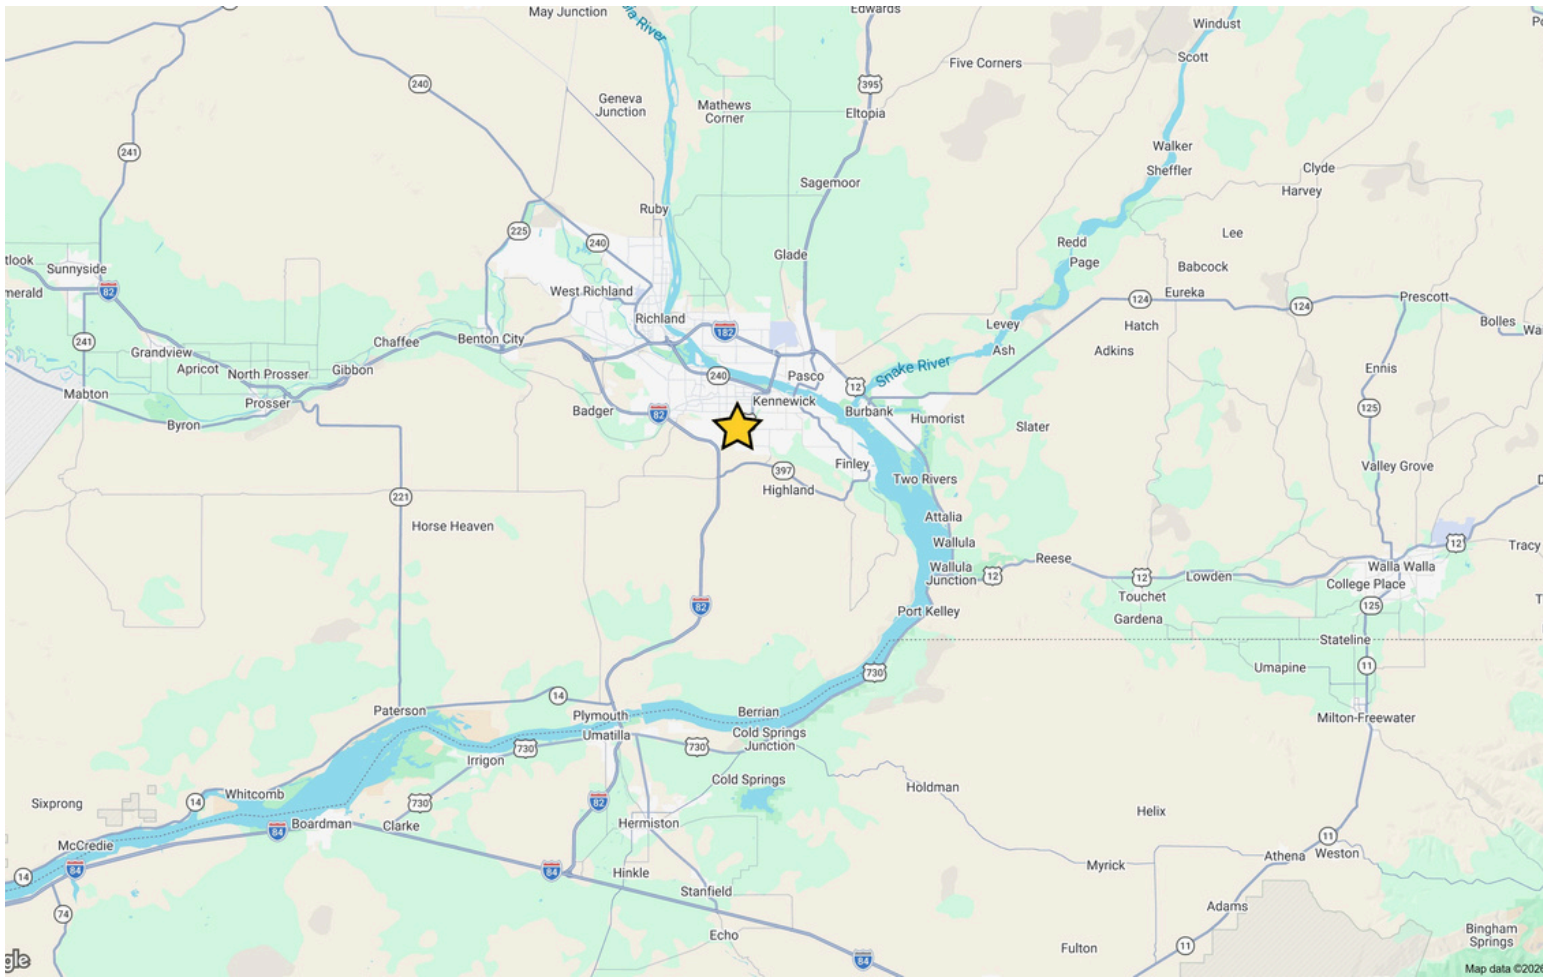 May Junction
Edwards
Windust
Scott
Five Corners
240
395
Geneva
Junction
Mathews
Corner
Eltopia
241
Walker
Sheffler
Clyde
Harvey
Sagemoor
Ruby
225
240
Lee
Redd
Page
Glade
Babcock
Sunnyside
82
West Richland
124
Eureka
124
Prescott
Richland
182
Levey
Hatch
Bolles
241
Chaffee
Benton City
Ash
Adkins
Grandview
Apricot
North Prosser
Gibbon
Snake River
Ennis
240
Pasco
12
Mabton
Prosser
Kennewick
Badger
82
Burbank
Humorist
125
Byron
Slater
397
Finley
Highland
Two Rivers
Valley Grove
221
Horse Heaven
Attalia
Wallula
12
Tracy
Wallula
Junction
12
Reese
12
Lowden
Walla Walla
College Place
82
Touchet
125
Port Kelley
Gardena
Stateline
730
Umapine
11
14
Paterson
Plymouth
Berrian
Milton-Freewater
Umatilla
730
730
Cold Springs
Junction
Irrigon
Cold Springs
Holdman
Whitcomb
14
730
82
Sixprong
Helix
84
Boardman
Clarke
Hermiston
11
McCredie
84
84
Hinkle
Myrick
Athena
Weston
14
Stanfield
74
Adams
Echo
Fulton
11
84
Bingham
Springs
Map data ©2026